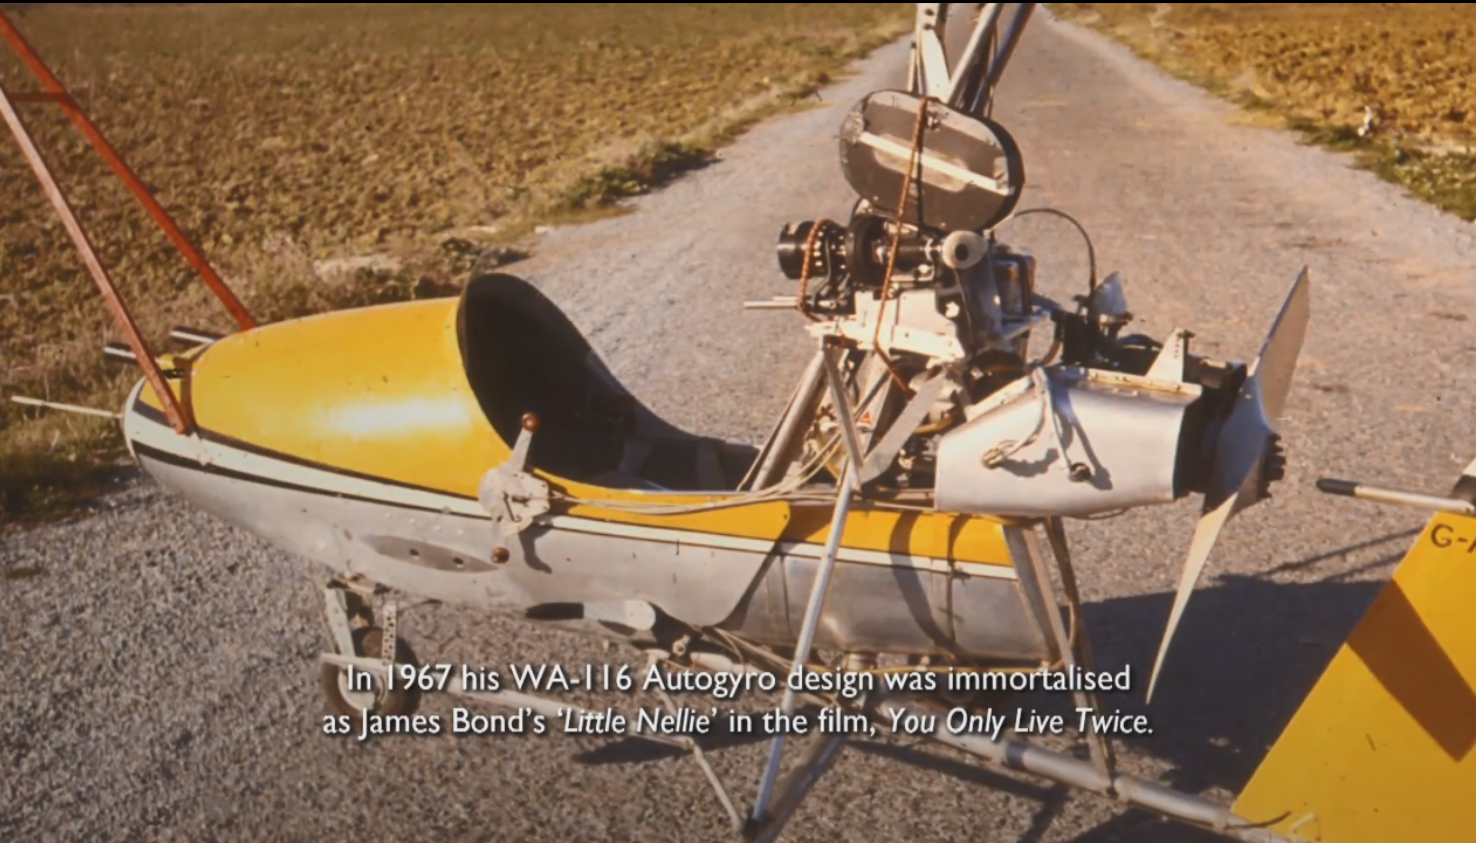 G-A
In 1967 his WA-116 Autogyro design was immortalised
as James Bond's ‘Little Nellie’ in the film, You Only Live Twice.